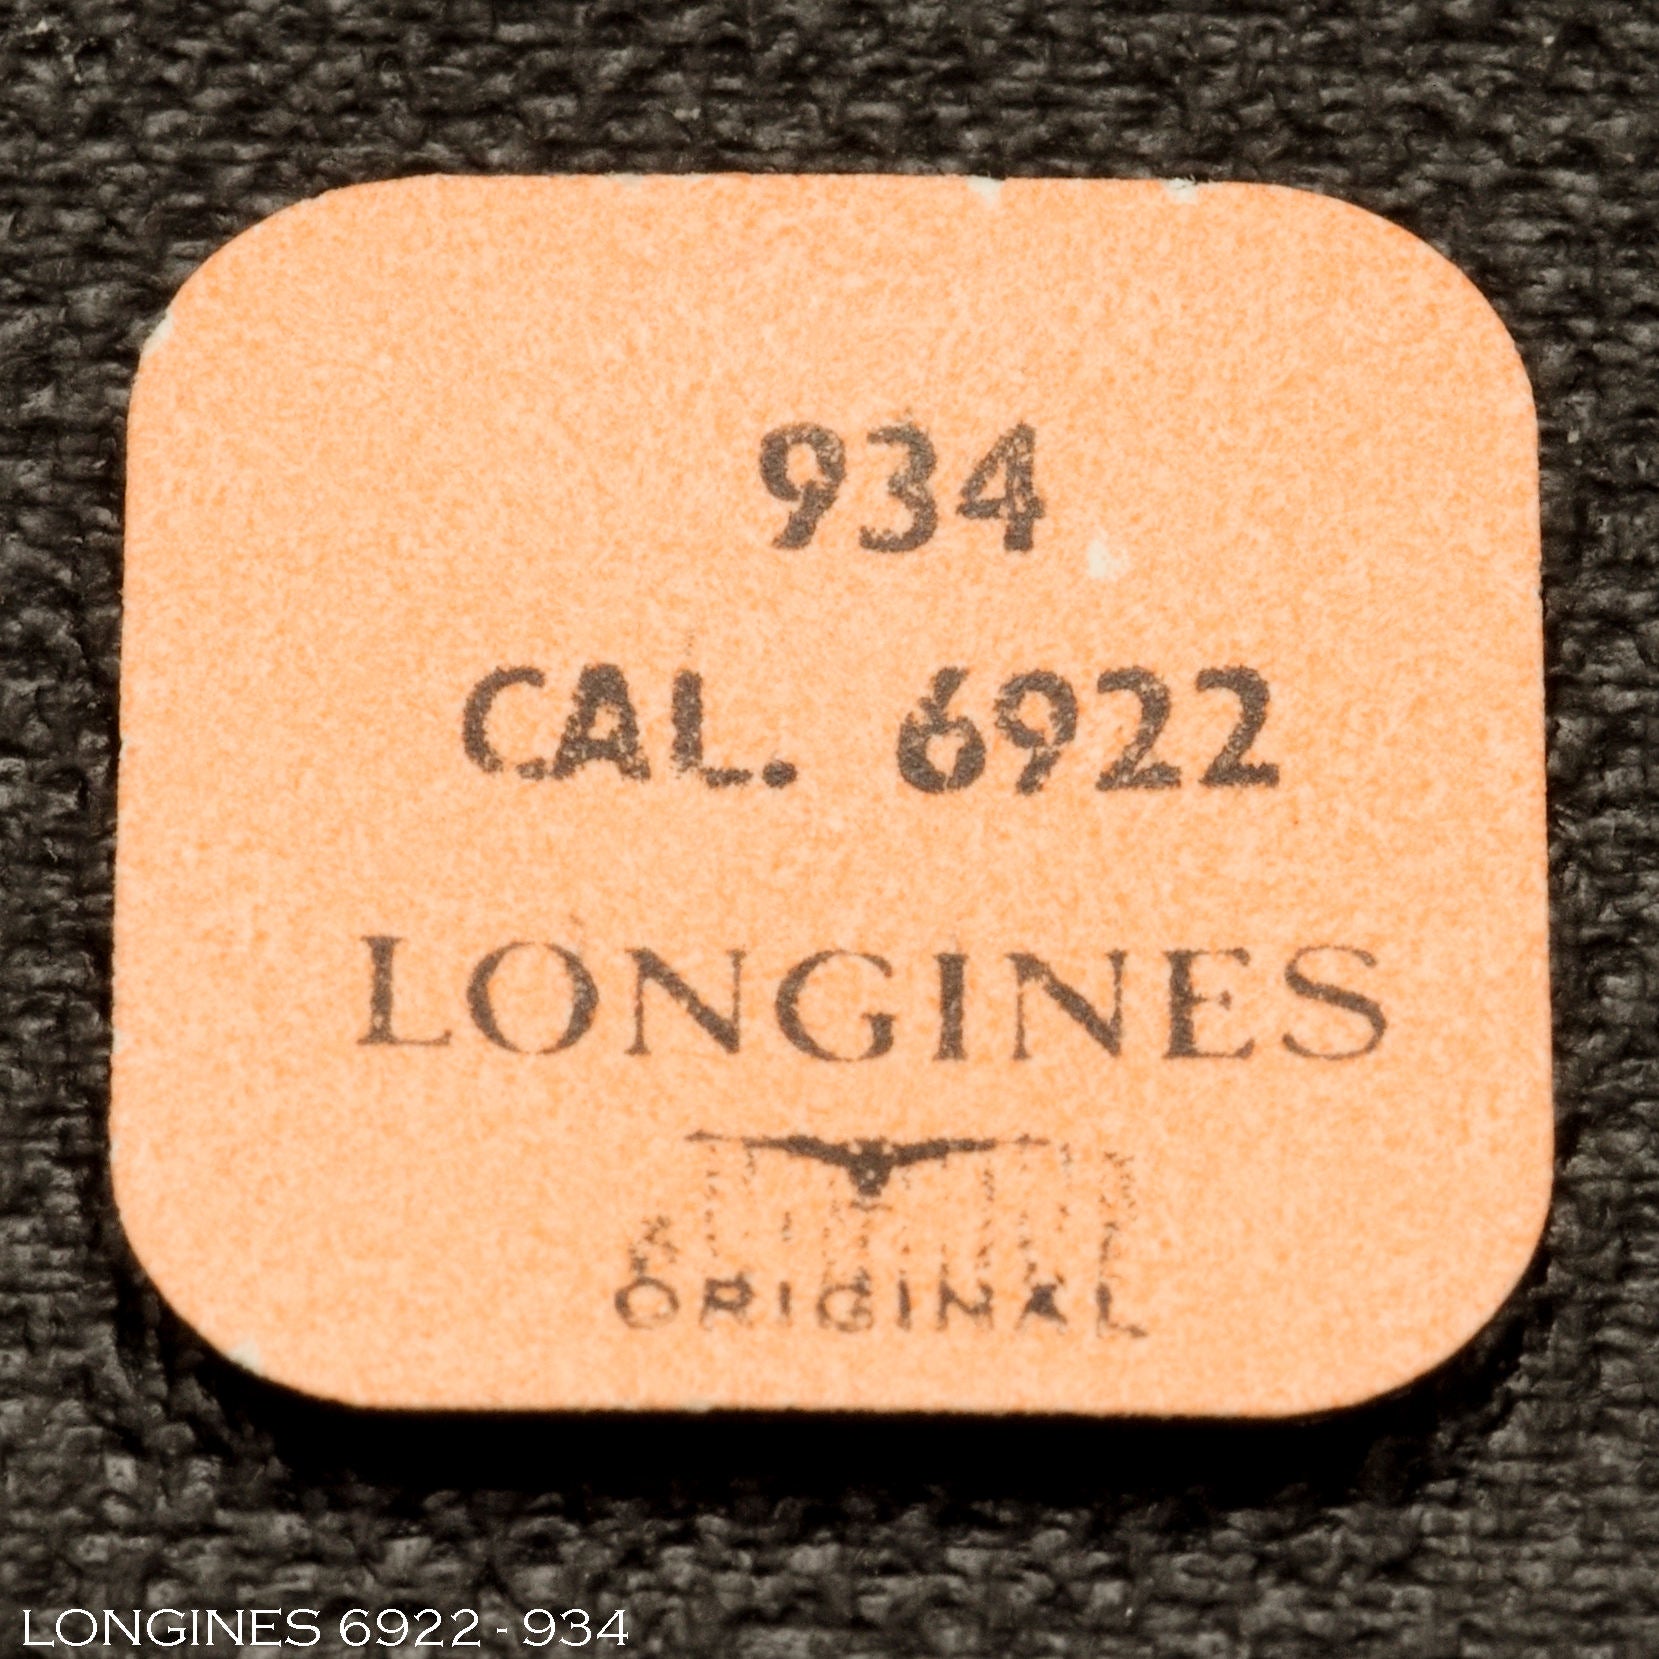 934
CAL. 6922
LONGINES
ORIGINAL
LONGINES 6922 - 934